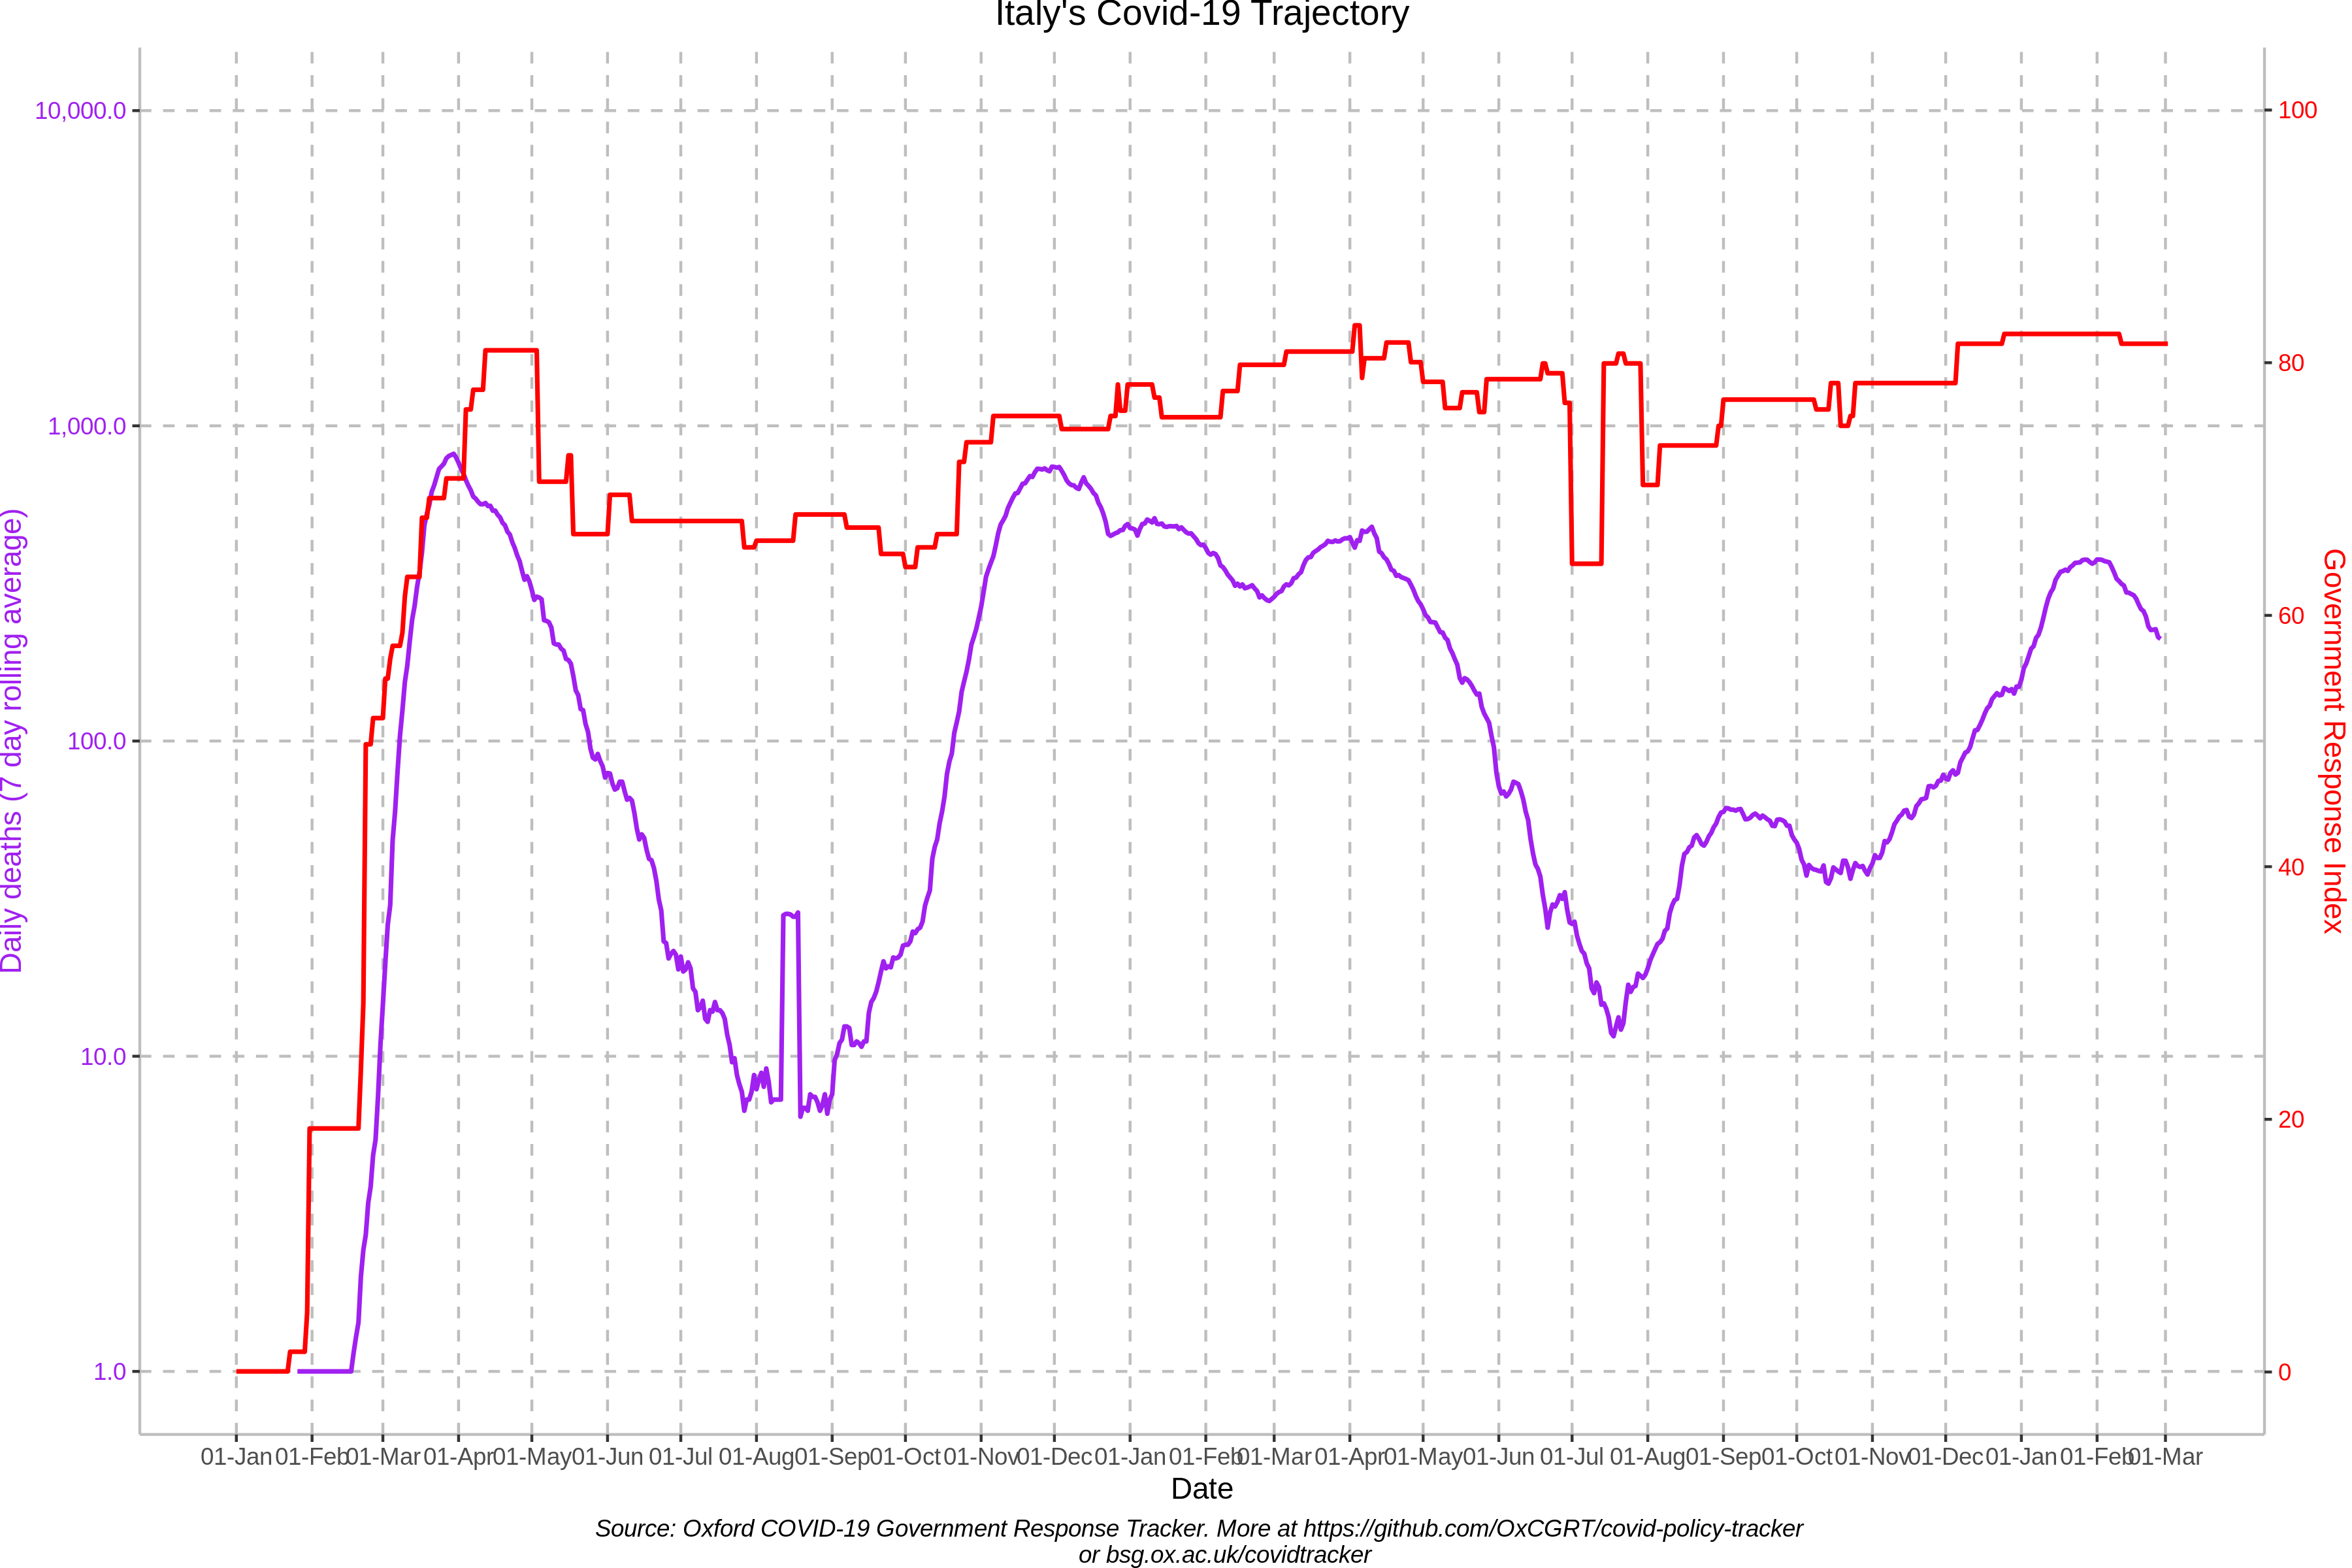 Italy's Covid-19 Trajectory
10,000.0
1,000.0
100.0
10.0
1.0
Daily deaths (7 day rolling average)
100
80
60
40
20
0
Government Response Index
01-Jan 01-Feb 01-Mar 01-Apr 01-May 01-Jun 01-Jul 01-Aug 01-Sep 01-Oct 01-Nov 01-Dec 01-Jan 01-Feb 01-Mar 01-Apr 01-May 01-Jun 01-Jul 01-Aug 01-Sep 01-Oct 01-Nov 01-Dec 01-Jan 01-Feb 01-Mar
Date
Source: Oxford COVID-19 Government Response Tracker. More at https://github.com/OxCGRT/covid-policy-tracker
or bsg.ox.ac.uk/covidtracker